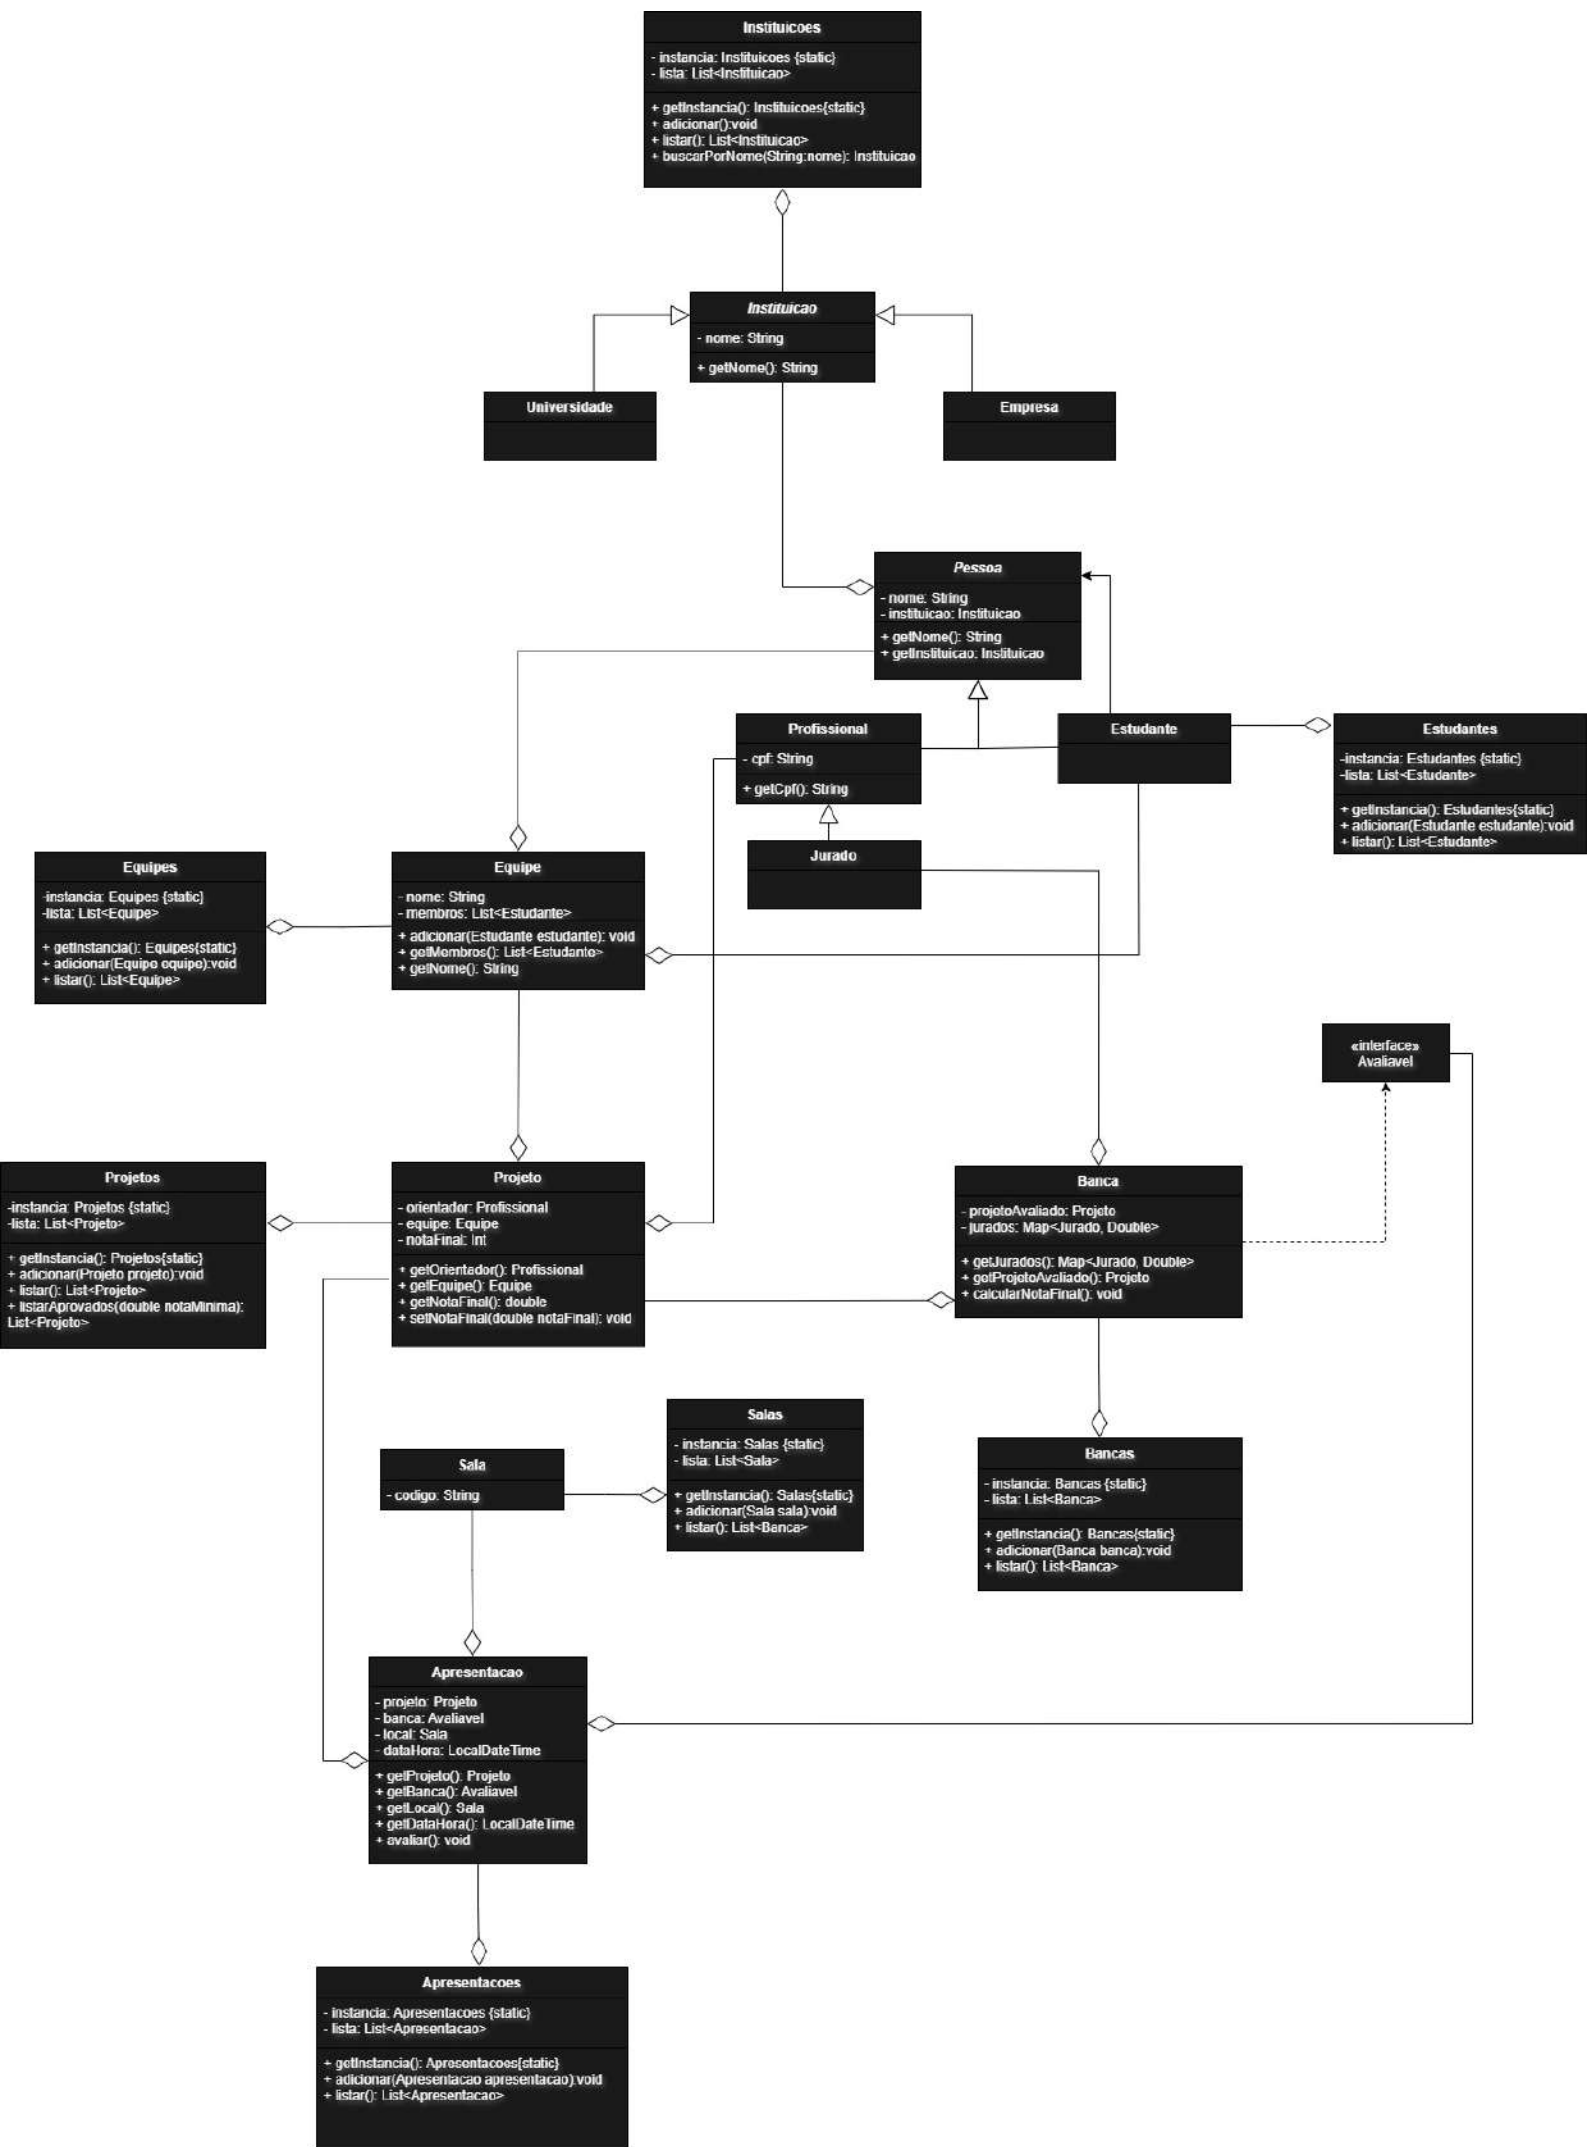 Instituicoes
- instancia: Instituicoes {static}
- lista: List<Instituicao>
+ getInstancia(): Instituicoes{static}
+ adicionar():void
+ listar(): List<Instituicao>
+ buscarPorNome(String:nome): Instituicao
Instituicao
- nome: String
+ getNome(): String
Universidade
Empresa
Pessoa
- nome: String
- instituicao: Instituicao
+ getNome(): String
+ getInstituicao: Instituicao
Profissional
- cpf: String
+ getCpf(): String
Estudante
Estudantes
-instancia: Estudantes {static}
-lista: List<Estudante>
+ getInstancia(): Estudantes{static}
+ adicionar(Estudante estudante):void
+ listar(): List<Estudante>
Jurado
Equipes
-instancia: Equipes {static}
-lista: List<Equipe>
+ getInstancia(): Equipes{static}
+ adicionar(Equipe equipe):void
+ listar(): List<Equipe>
Equipe
- nome: String
- membros: List<Estudante>
+ adicionar(Estudante estudante): void
+ getMembros(): List<Estudante>
+ getNome(): String
«interface»
Avaliavel
Projetos
-instancia: Projetos {static}
-lista: List<Projeto>
+ getInstancia(): Projetos{static}
+ adicionar(Projeto projeto):void
+ listar(): List<Projeto>
+ listarAprovados(double notaMinima):
List<Projeto>
Projeto
- orientador: Profissional
- equipe: Equipe
- notaFinal: Int
+ getOrientador(): Profissional
+ getEquipe(): Equipe
+ getNotaFinal(): double
+ setNotaFinal(double notaFinal): void
Banca
- projetoAvaliado: Projeto
- jurados: Map<Jurado, Double>
+ getJurados(): Map<Jurado, Double>
+ getProjetoAvaliado(): Projeto
+ calcularNotaFinal(): void
Salas
- instancia: Salas {static}
- lista: List<Sala>
+ getInstancia(): Salas{static}
+ adicionar(Sala sala):void
+ listar(): List<Banca>
Sala
- codigo: String
Bancas
- instancia: Bancas {static}
- lista: List<Banca>
+ getInstancia(): Bancas{static}
+ adicionar(Banca banca):void
+ listar(): List<Banca>
Apresentacao
- projeto: Projeto
- banca: Avaliavel
- local: Sala
- dataHora: LocalDateTime
+ getProjeto(): Projeto
+ getBanca(): Avaliavel
+ getLocal(): Sala
+ getDataHora(): LocalDateTime
+ avaliar(): void
Apresentacoes
- instancia: Apresentacoes {static}
- lista: List<Apresentacao>
+ getInstancia(): Apresentacoes{static}
+ adicionar(Apresentacao apresentacao):void
+ listar(): List<Apresentacao>